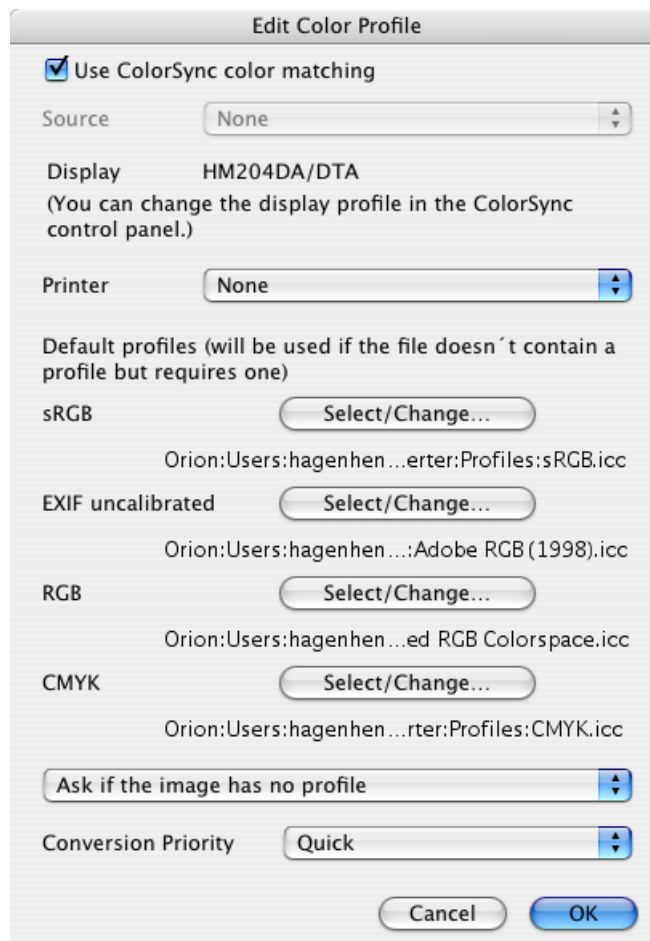 Edit Color Profile
Use ColorSync color matching
Source None
Display HM204DA/DTA
(You can change the display profile in the ColorSync
control panel.)
Printer None
Default profiles (will be used if the file doesn´t contain a
profile but requires one)
sRGB Select/Change...
Orion:Users:hagenhen...erter:Profiles:sRGB.icc
EXIF uncalibrated Select/Change...
Orion:Users:hagenhen...:Adobe RGB (1998).icc
RGB Select/Change...
Orion:Users:hagenhen...ed RGB Colorspace.icc
CMYK Select/Change...
Orion:Users:hagenhen...rter:Profiles:CMYK.icc
Ask if the image has no profile
Conversion Priority Quick
Cancel OK